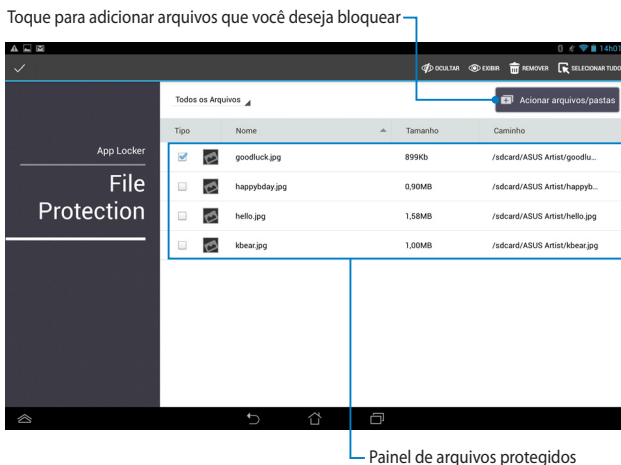 Toque para adicionar arquivos que você deseja bloquear
14h01
OCULTAR EXIBIR REMOVER SELECIONAR TUDO
Todos os Arquivos Acionar arquivos/pastas
Tipo Nome Tamanho Caminho
App Locker
File
Protection
goodluck.jpg 899Kb /sdcard/ASUS Artist/goodlu...
happybday.jpg 0,90MB /sdcard/ASUS Artist/happyb...
hello.jpg 1,58MB /sdcard/ASUS Artist/hello.jpg
kbear.jpg 1,00MB /sdcard/ASUS Artist/kbear.jpg
Painel de arquivos protegidos